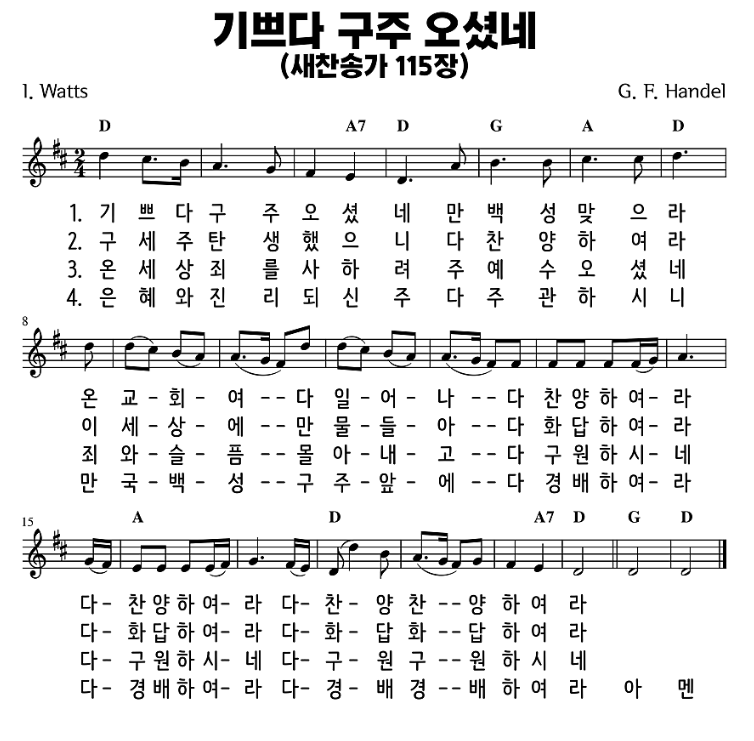 기쁘다 구주 오셨네
(새찬송가 115장)
I. Watts G. F. Handel
D A7 D G A D
1. 기 쁘 다 구 주 오 셨 네 만 백 성 맞 으 라
2. 구 세 주 탄 생 했 으 니 다 찬 양 하 여 라
3. 온 세 상 죄 를 사 하 려 주 예 수 오 셨 네
4. 은 혜 와 진 리 되 신 주 다 주 관 하 시 니
8
온 교 - 회 - 여 - - 다 일 - 어 - 나 - - 다 찬 양 하 여 - 라
이 세 - 상 - 에 - - 만 물 - 들 - 아 - - 다 화 답 하 여 - 라
죄 와 - 슬 - 픔 - - 몰 아 - 내 - 고 - - 다 구 원 하 시 - 네
만 국 - 백 - 성 - - 구 주 - 앞 - 에 - - 다 경 배 하 여 - 라
15 A D A7 D G D
다 - 찬 양 하 여 - 라 다 - 찬 - 양 찬 - - 양 하 여 라
다 - 화 답 하 여 - 라 다 - 화 - 답 화 - - 답 하 여 라
다 - 구 원 하 시 - 네 다 - 구 - 원 구 - - 원 하 시 네
다 - 경 배 하 여 - 라 다 - 경 - 배 경 - - 배 하 여 라 아 멘